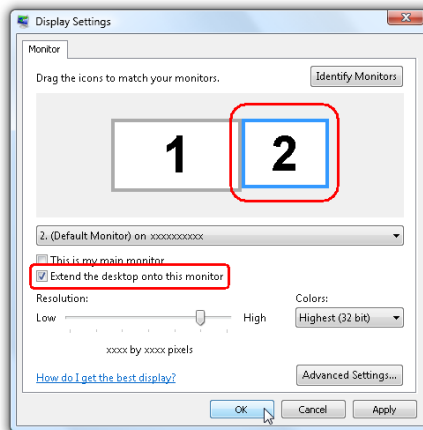 Display Settings
Monitor
Drag the icons to match your monitors.
Identify Monitors
1
2
2. (Default Monitor) on xxxxxxxxxx
This is my main monitor
Extend the desktop onto this monitor
Resolution:
Colors:
Low
High
Highest (32 bit)
xxxx by xxxx pixels
How do I get the best display?
Advanced Settings...
OK
Cancel
Apply